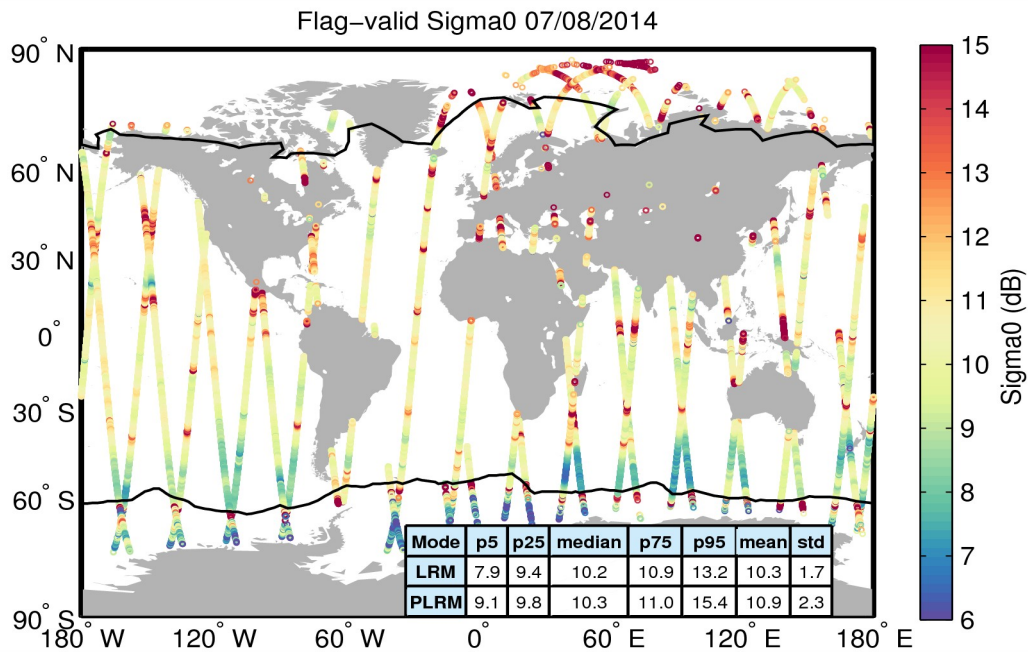 Flag-valid Sigma0 07/08/2014
90° N
60° N
30° N
0°
30° S
60° S
90° S
180° W
120° W
60° W
0°
60° E
120° E
180° E
15
14
13
12
11
10
9
8
7
6
Sigma0 (dB)
Mode p5 p25 median p75 p95 mean std
LRM 7.9 9.4 10.2 10.9 13.2 10.3 1.7
PLRM 9.1 9.8 10.3 11.0 15.4 10.9 2.3